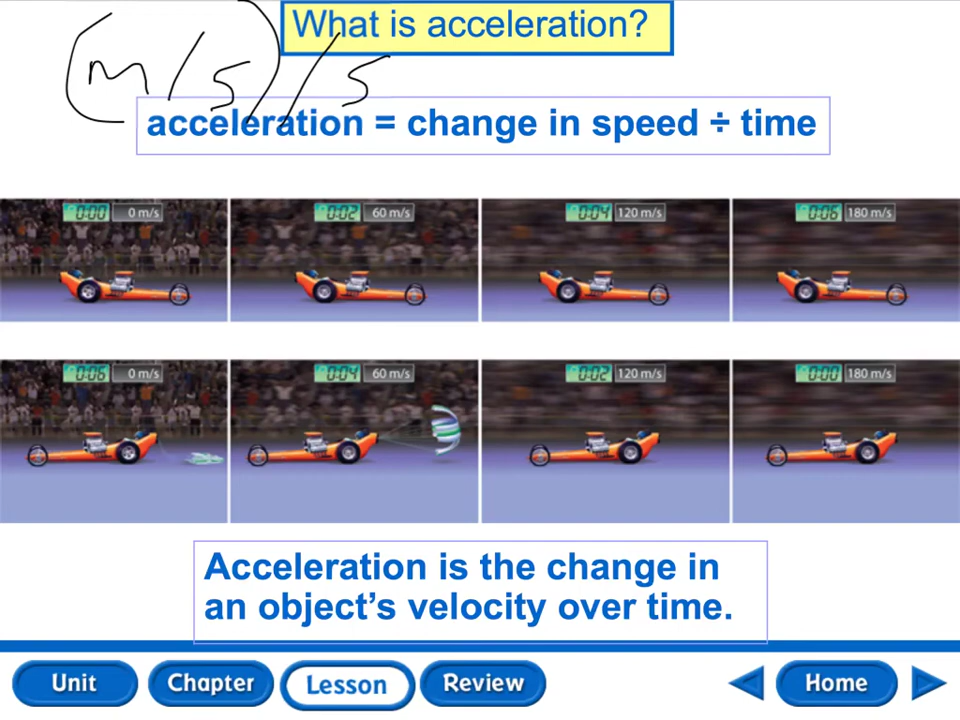 What is acceleration?
(m/s)/s
acceleration = change in speed ÷ time
0:00 0 m/s
0:02 60 m/s
0:04 120 m/s
0:06 180 m/s
0:06 0 m/s
0:04 60 m/s
0:02 120 m/s
0:00 180 m/s
Acceleration is the change in
an object’s velocity over time.
Unit Chapter Lesson Review Home